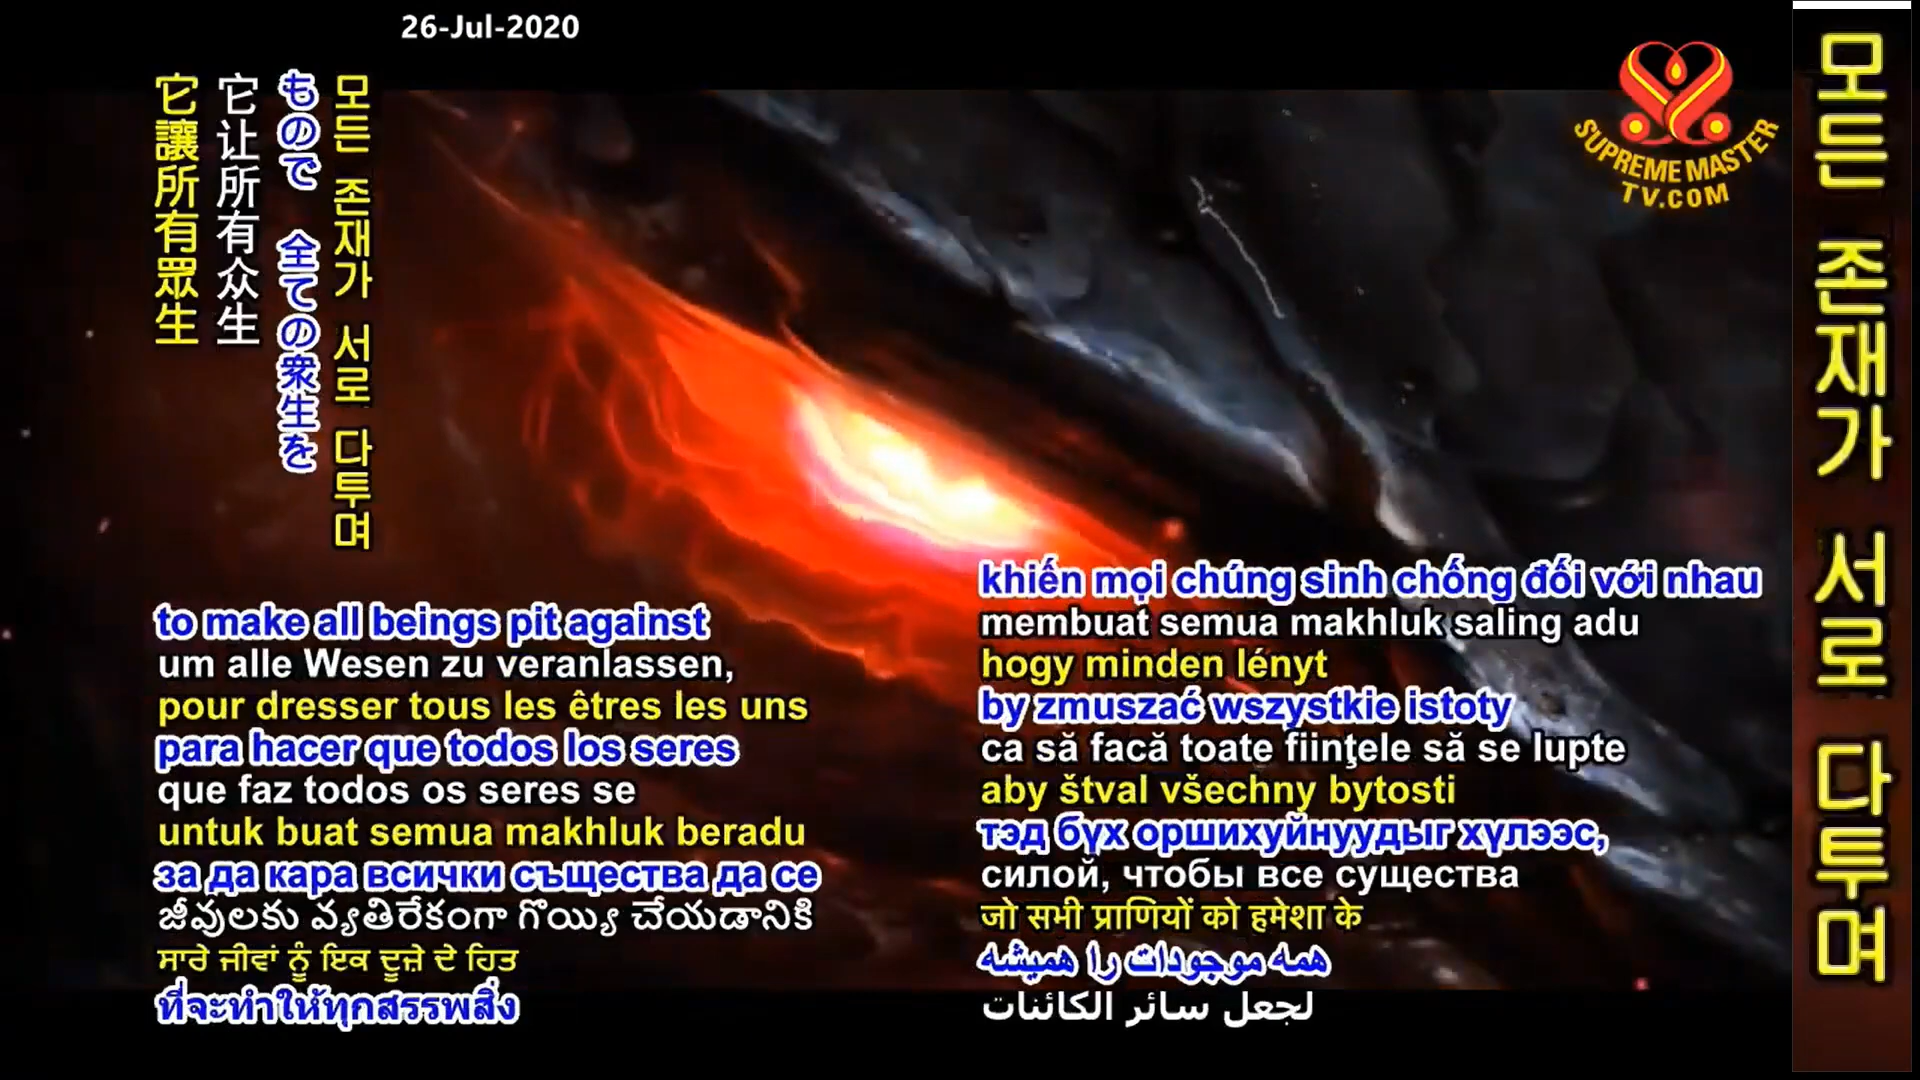 26-Jul-2020
SUPREME MASTER
TV.COM
모든 존재가 서로 다투며
もので 全ての衆生を
它让所有众生
它讓所有眾生
to make all beings pit against
um alle Wesen zu veranlassen,
pour dresser tous les êtres les uns
para hacer que todos los seres
que faz todos os seres se
untuk buat semua makhluk beradu
за да кара всички същества да се
జీవులకు వ్యతిరేకంగా గొయ్యి చేయడానికి
ਸਾਰੇ ਜੀਵਾਂ ਨੂੰ ਇਕ ਦੂਜ਼ੇ ਦੇ ਹਿਤ
ที่จะทำให้ทุกสรรพสิ่ง
khiến mọi chúng sinh chống đối với nhau
membuat semua makhluk saling adu
hogy minden lényt
by zmuszać wszystkie istoty
ca să facă toate fiinţele să se lupte
aby štval všechny bytosti
тэд бүх оршихуйнуудыг хүлээс,
силой, чтобы все существа
जो सभी प्राणियों को हमेशा के
همه موجودات را همیشه
لجعل سائر الكائنات
모든 존재가 서로 다투며